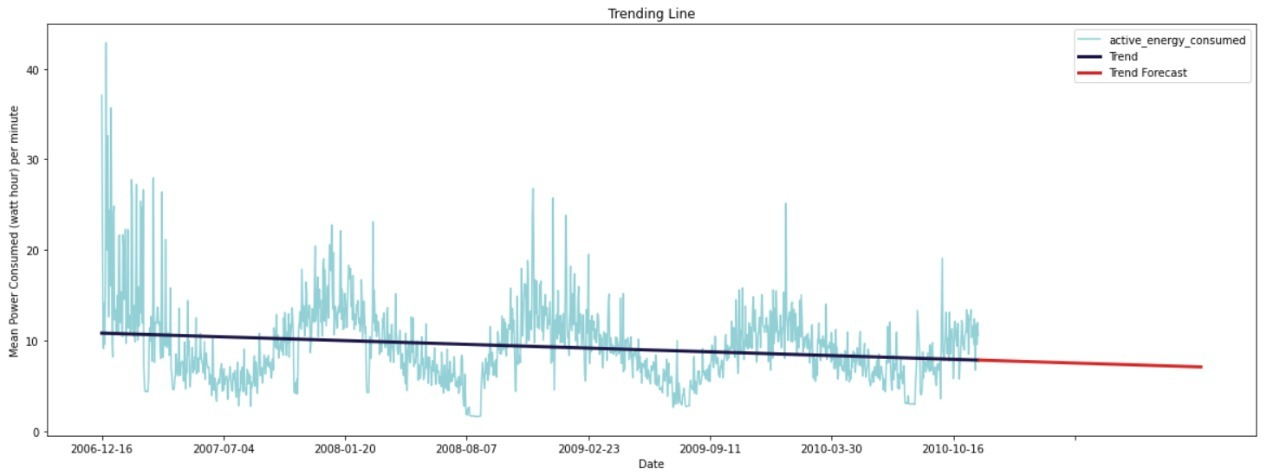 Trending Line
active_energy_consumed
Trend
Trend Forecast
Mean Power Consumed (watt hour) per minute
40
30
20
10
0
2006-12-16 2007-07-04 2008-01-20 2008-08-07 2009-02-23 2009-09-11 2010-03-30 2010-10-16
Date